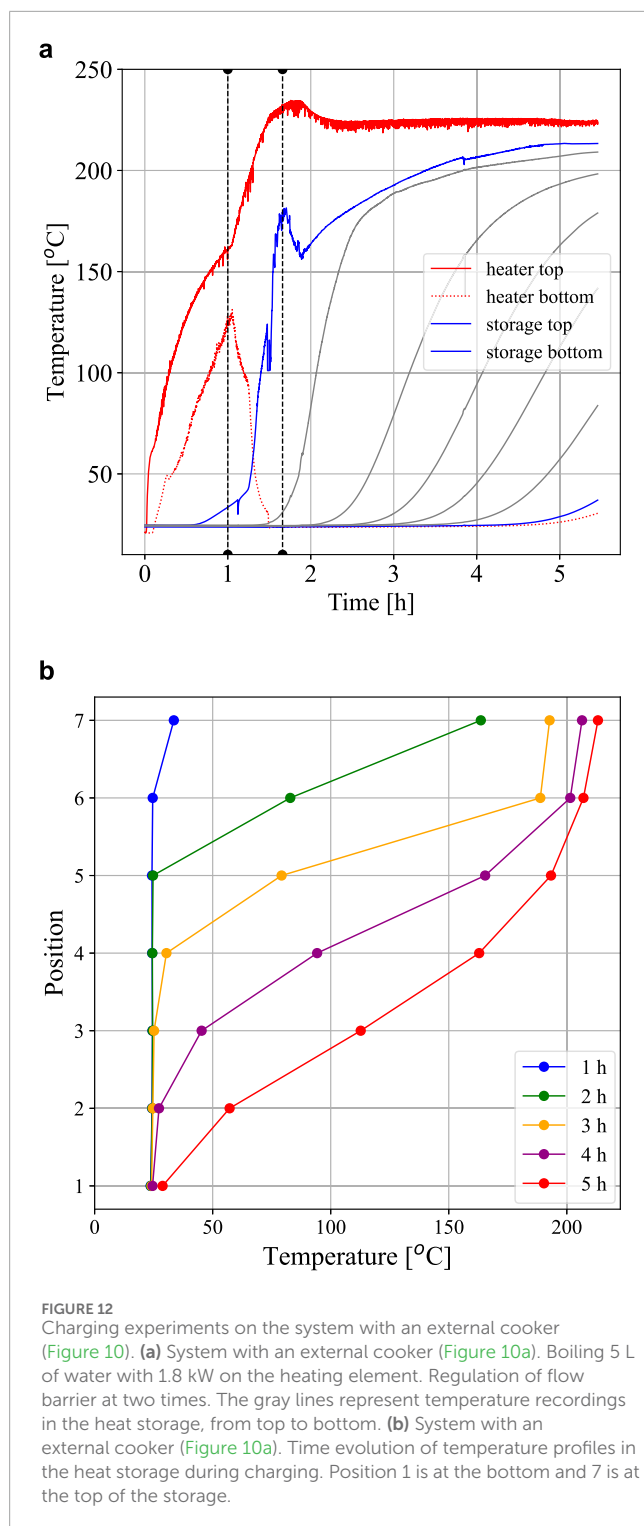 a
250
200
150
100
50
Temperature [°C]
heater top
heater bottom
storage top
storage bottom
0 1 2 3 4 5
Time [h]
b
7
6
5
4
3
2
1
Position
1 h
2 h
3 h
4 h
5 h
0 50 100 150 200
Temperature [°C]
FIGURE 12
Charging experiments on the system with an external cooker
(Figure 10). (a) System with an external cooker (Figure 10a). Boiling 5 L
of water with 1.8 kW on the heating element. Regulation of flow
barrier at two times. The gray lines represent temperature recordings
in the heat storage, from top to bottom. (b) System with an
external cooker (Figure 10a). Time evolution of temperature profiles in
the heat storage during charging. Position 1 is at the bottom and 7 is at
the top of the storage.